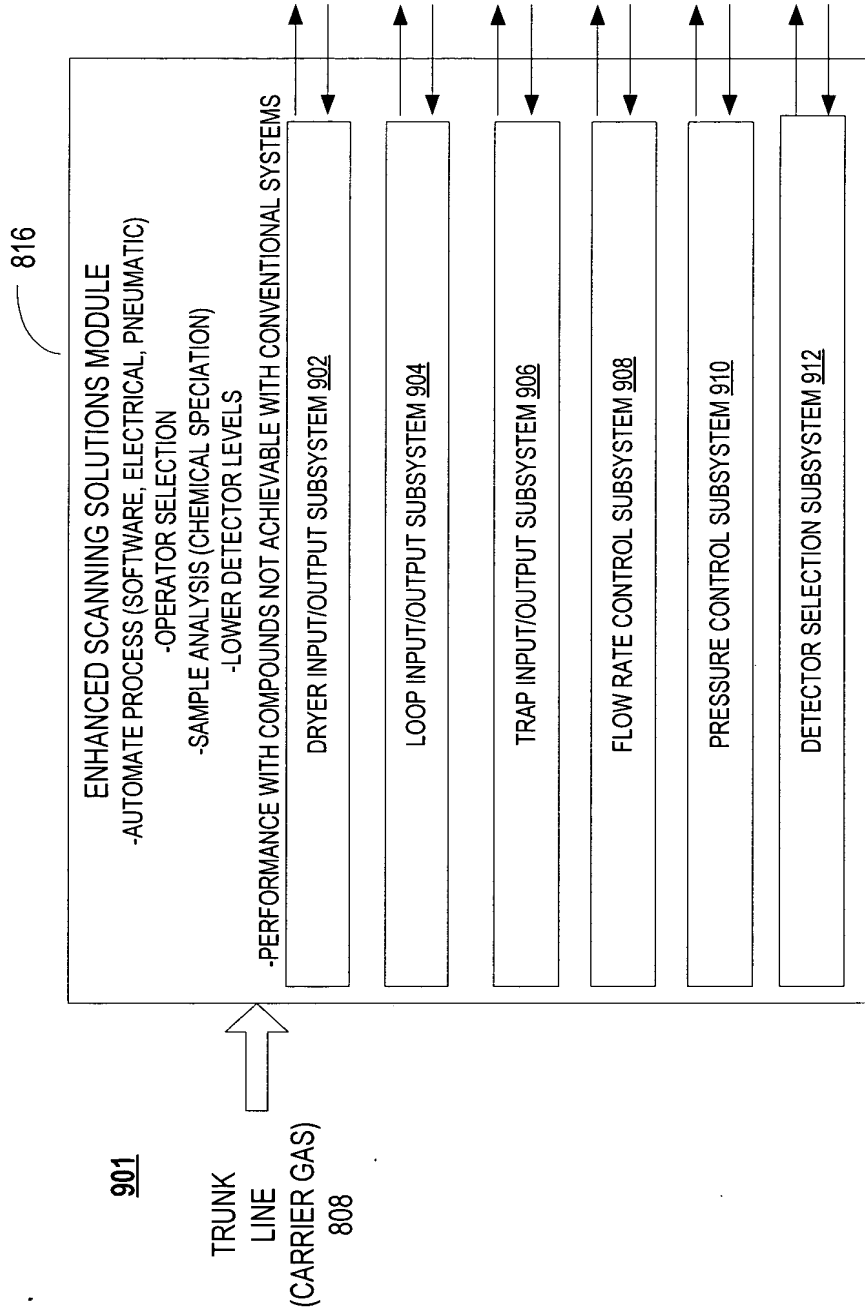 816
ENHANCED SCANNING SOLUTIONS MODULE
-AUTOMATE PROCESS (SOFTWARE, ELECTRICAL, PNEUMATIC)
-OPERATOR SELECTION
-SAMPLE ANALYSIS (CHEMICAL SPECIATION)
-LOWER DETECTOR LEVELS
-PERFORMANCE WITH COMPOUNDS NOT ACHIEVABLE WITH CONVENTIONAL SYSTEMS
DRYER INPUT/OUTPUT SUBSYSTEM 902
LOOP INPUT/OUTPUT SUBSYSTEM 904
TRAP INPUT/OUTPUT SUBSYSTEM 906
FLOW RATE CONTROL SUBSYSTEM 908
PRESSURE CONTROL SUBSYSTEM 910
DETECTOR SELECTION SUBSYSTEM 912
901
TRUNK
LINE
(CARRIER GAS)
808